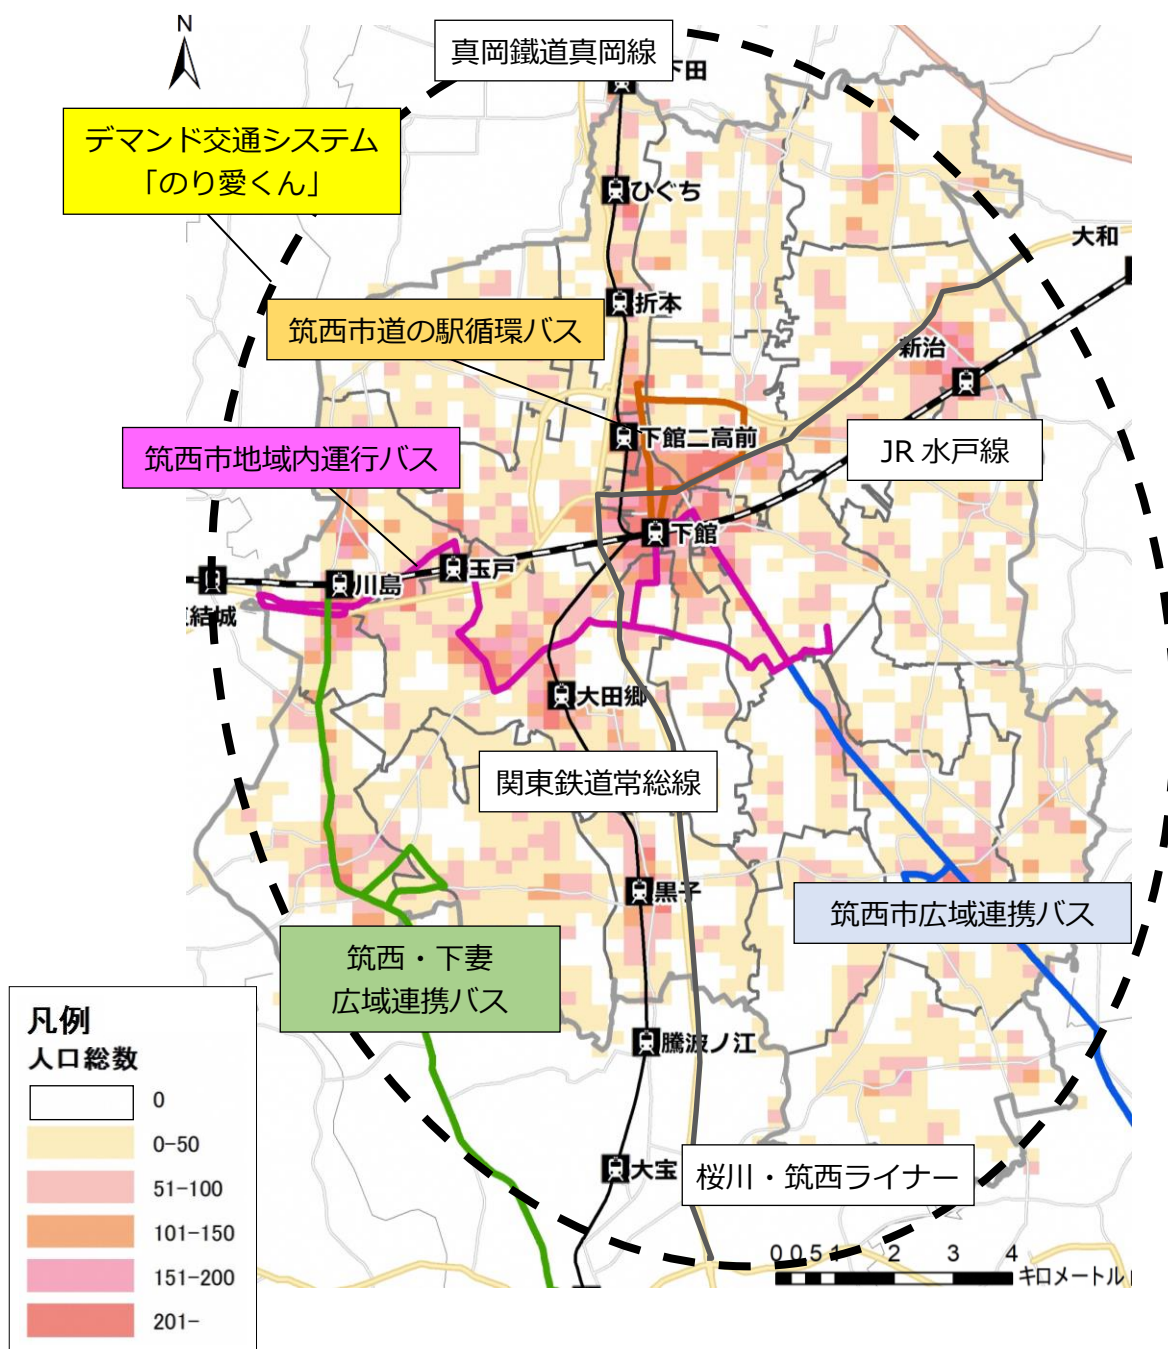 N
真岡鐵道真岡線
下田
デマンド交通システム
「のり愛くん」
ひぐち
大和
折本
筑西市道の駅循環バス
新治
下館二高前
筑西市地域内運行バス
JR 水戸線
下館
玉戸
川島
結城
大田郷
関東鉄道常総線
黒子
筑西市広域連携バス
筑西・下妻
広域連携バス
騰波ノ江
大宝
桜川・筑西ライナー
凡例
人口総数
0
0-50
51-100
101-150
151-200
201-
0 0.5 1 2 3 4
キロメートル